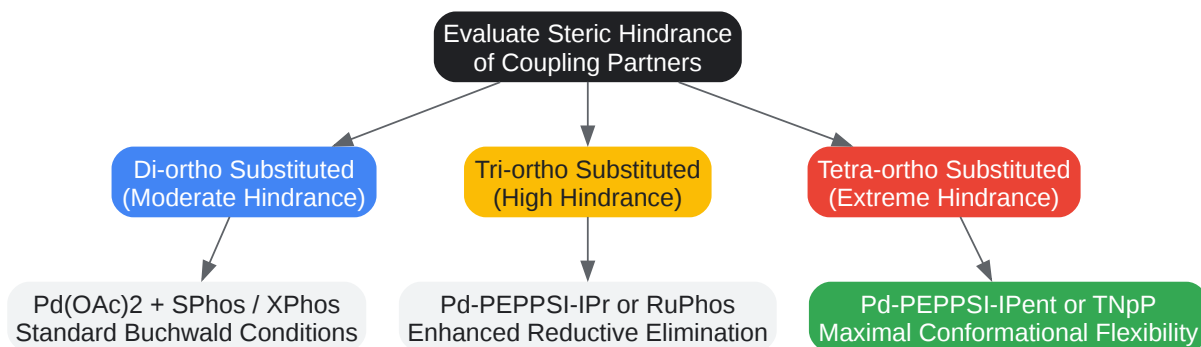 Evaluate Steric Hindrance
of Coupling Partners
Di-ortho Substituted
(Moderate Hindrance)
Tri-ortho Substituted
(High Hindrance)
Tetra-ortho Substituted
(Extreme Hindrance)
Pd(OAc)2 + SPhos / XPhos
Standard Buchwald Conditions
Pd-PEPPSI-IPr or RuPhos
Enhanced Reductive Elimination
Pd-PEPPSI-IPent or TNpP
Maximal Conformational Flexibility